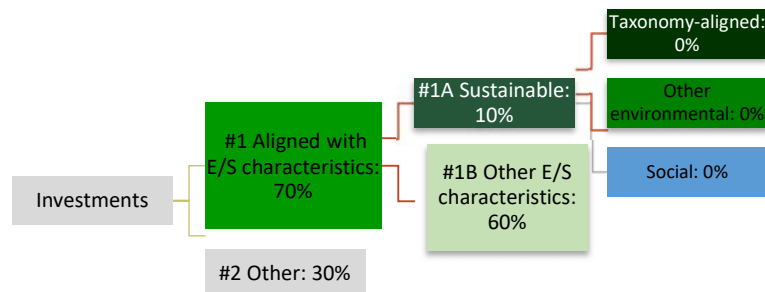 Investments
#1 Aligned with
E/S characteristics:
70%
#2 Other: 30%
#1A Sustainable:
10%
#1B Other E/S
characteristics:
60%
Taxonomy-aligned:
0%
Other
environmental: 0%
Social: 0%